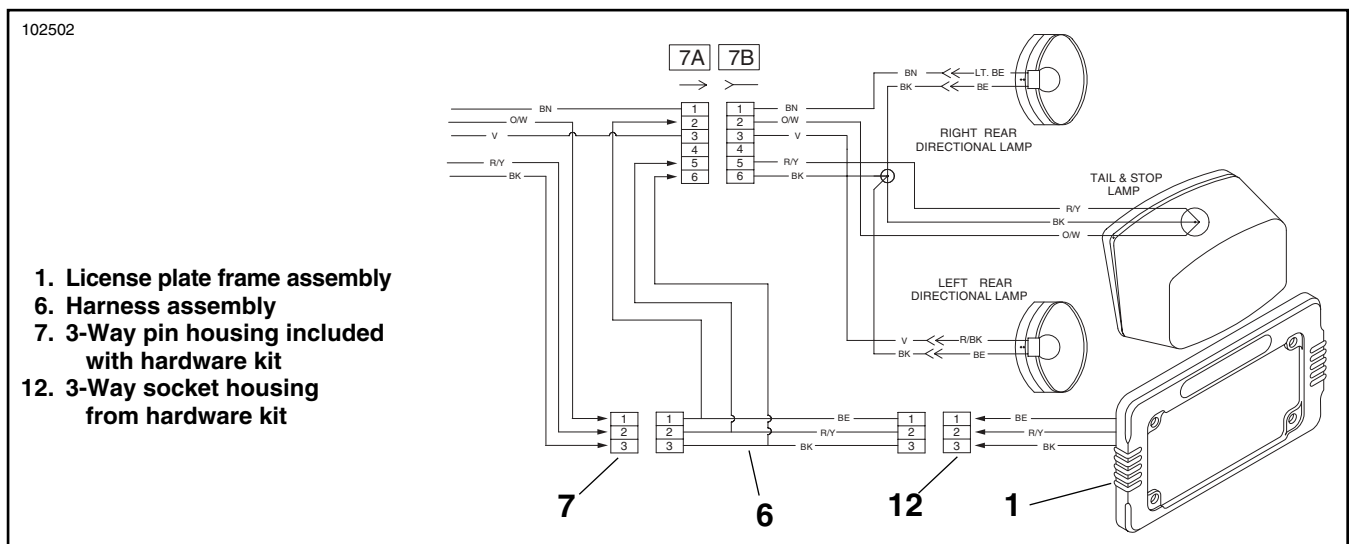 102502
7A 7B
BN
O/W
V
R/Y
BK
1
2
3
4
5
6
1
2
3
4
5
6
BN
O/W
V
R/Y
BK
BN LT. BE
BK BE
RIGHT REAR
DIRECTIONAL LAMP
TAIL & STOP
LAMP
R/Y
BK
O/W
LEFT REAR
DIRECTIONAL LAMP
V R/BK
BK BE
1. License plate frame assembly
6. Harness assembly
7. 3-Way pin housing included
with hardware kit
12. 3-Way socket housing
from hardware kit
1 1 BE 1 1 BE
2 2 R/Y 2 2 R/Y
3 3 BK 3 3 BK
7 6 12 1